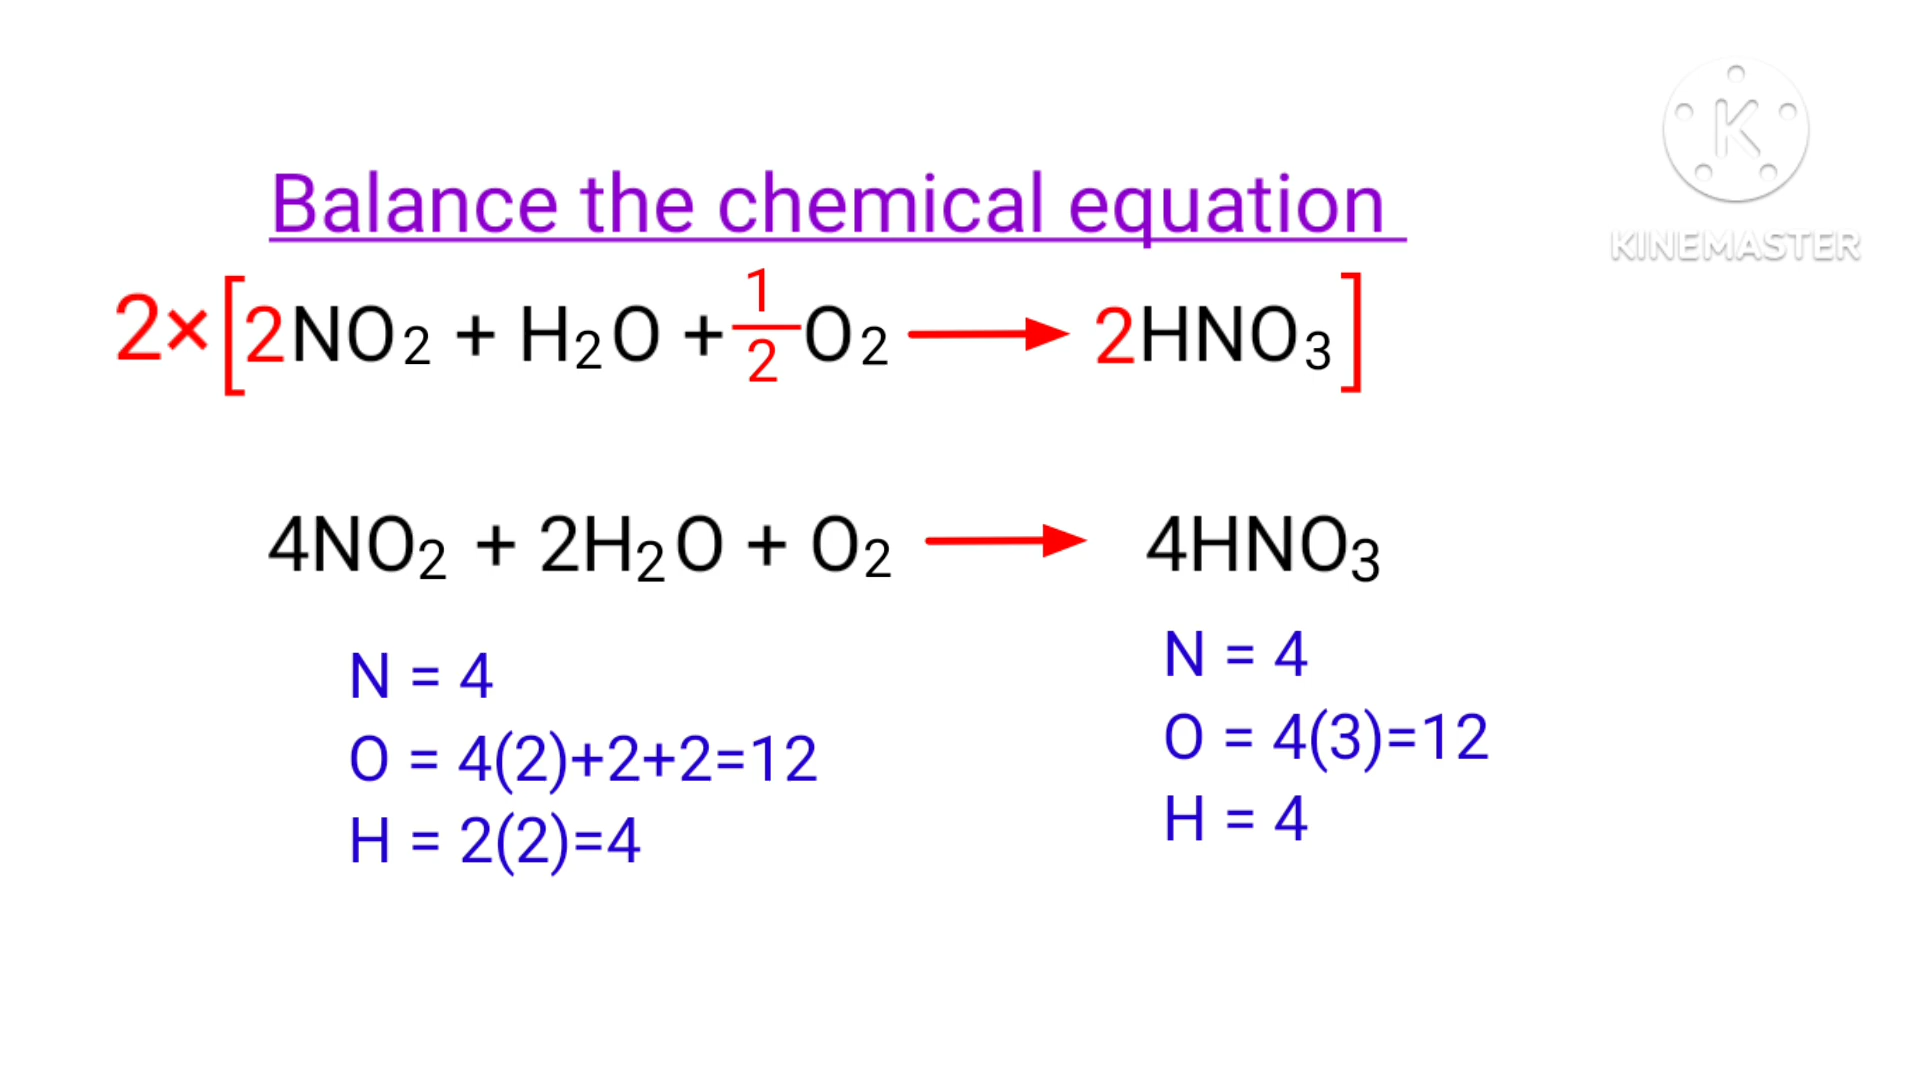 Balance the chemical equation
2×[2NO₂ + H₂O + 1/2 O₂ → 2HNO₃]
4NO₂ + 2H₂O + O₂ → 4HNO₃
N = 4
O = 4(2)+2+2=12
H = 2(2)=4
N = 4
O = 4(3)=12
H = 4
K
KINEMASTER